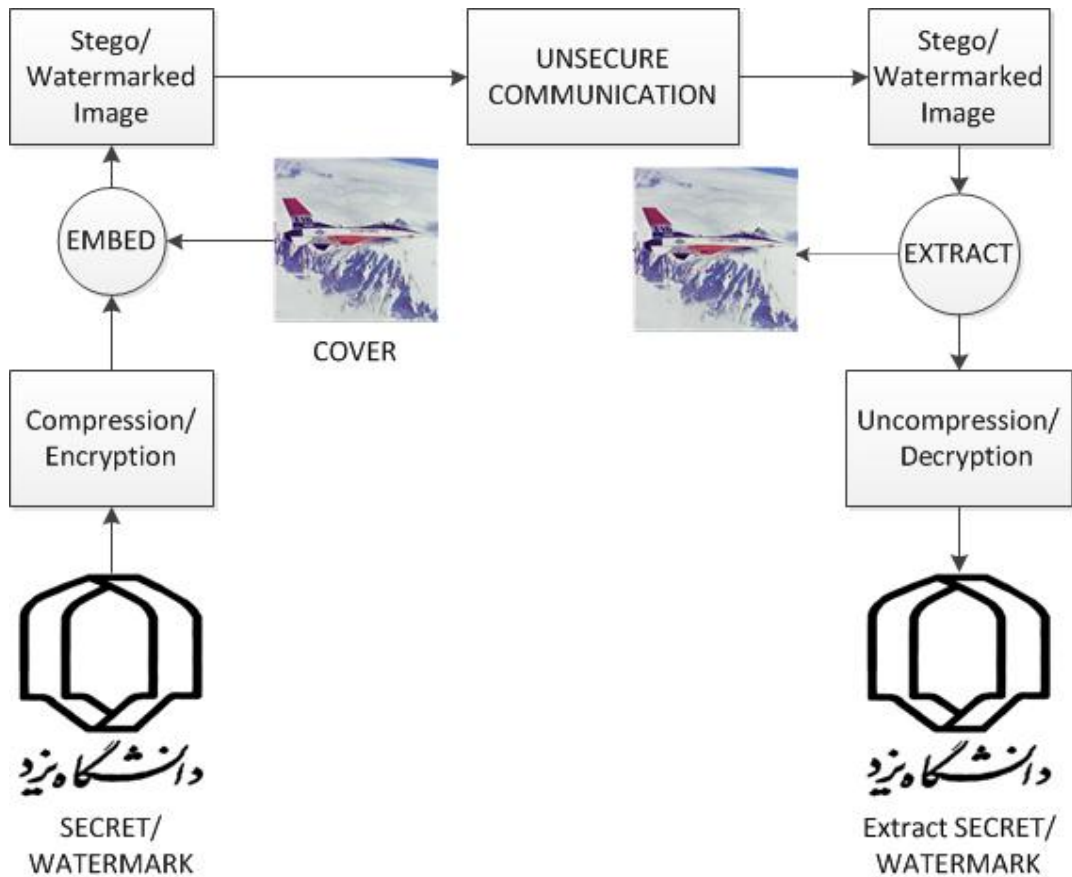 Stego/
Watermarked
Image
UNSECURE
COMMUNICATION
Stego/
Watermarked
Image
EMBED
COVER
EXTRACT
Compression/
Encryption
Uncompression/
Decryption
دانشگاه یزد
SECRET/
WATERMARK
دانشگاه یزد
Extract SECRET/
WATERMARK